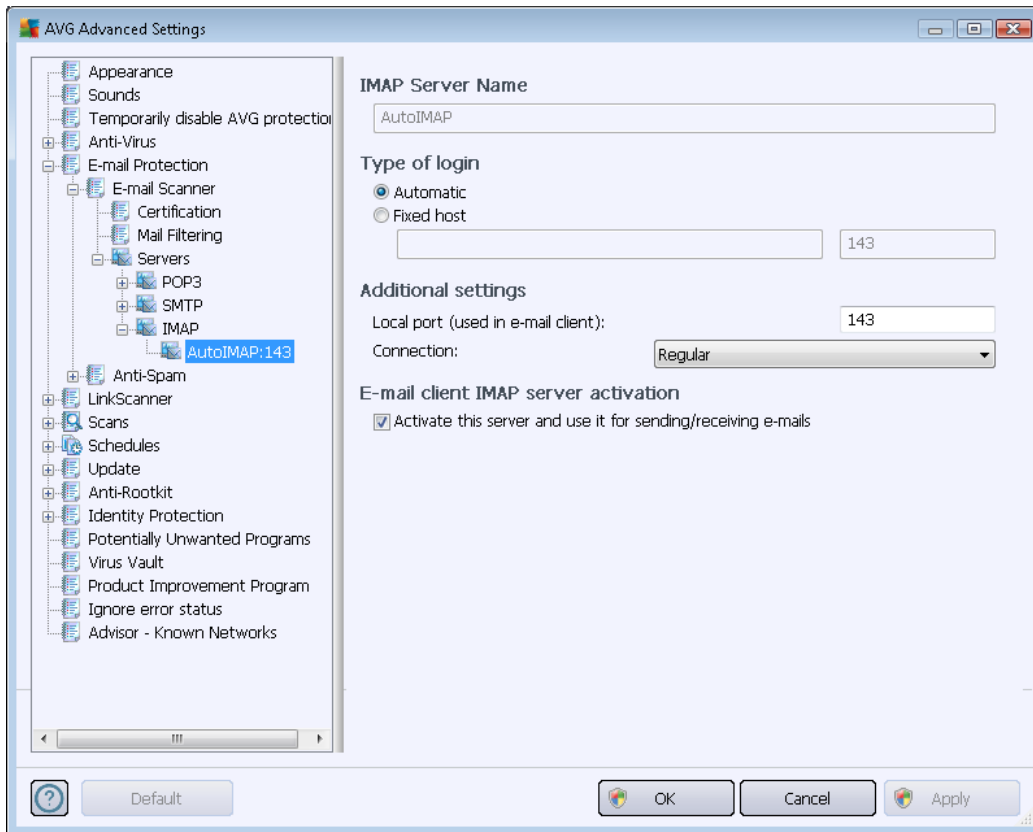 AVG Advanced Settings
Appearance
Sounds
Temporarily disable AVG protection
Anti-Virus
E-mail Protection
E-mail Scanner
Certification
Mail Filtering
Servers
POP3
SMTP
IMAP
AutoIMAP:143
Anti-Spam
LinkScanner
Scans
Schedules
Update
Anti-Rootkit
Identity Protection
Potentially Unwanted Programs
Virus Vault
Product Improvement Program
Ignore error status
Advisor - Known Networks
IMAP Server Name
AutoIMAP
Type of login
Automatic
Fixed host
143
Additional settings
Local port (used in e-mail client): 143
Connection: Regular
E-mail client IMAP server activation
Activate this server and use it for sending/receiving e-mails
? Default OK Cancel Apply